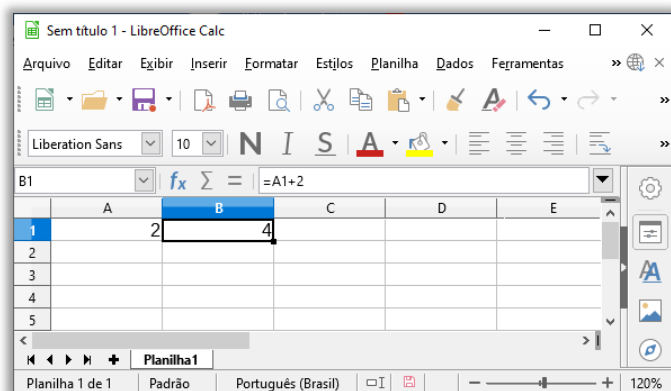 Sem título 1 - LibreOffice Calc
Arquivo Editar Exibir Inserir Formatar Estilos Planilha Dados Ferramentas »
»
Liberation Sans 10 N I S A »
B1 fx Σ = =A1+2
A B C D E
1 2 4
2
3
4
5
Planilha1
Planilha 1 de 1 Padrão Português (Brasil) 120%